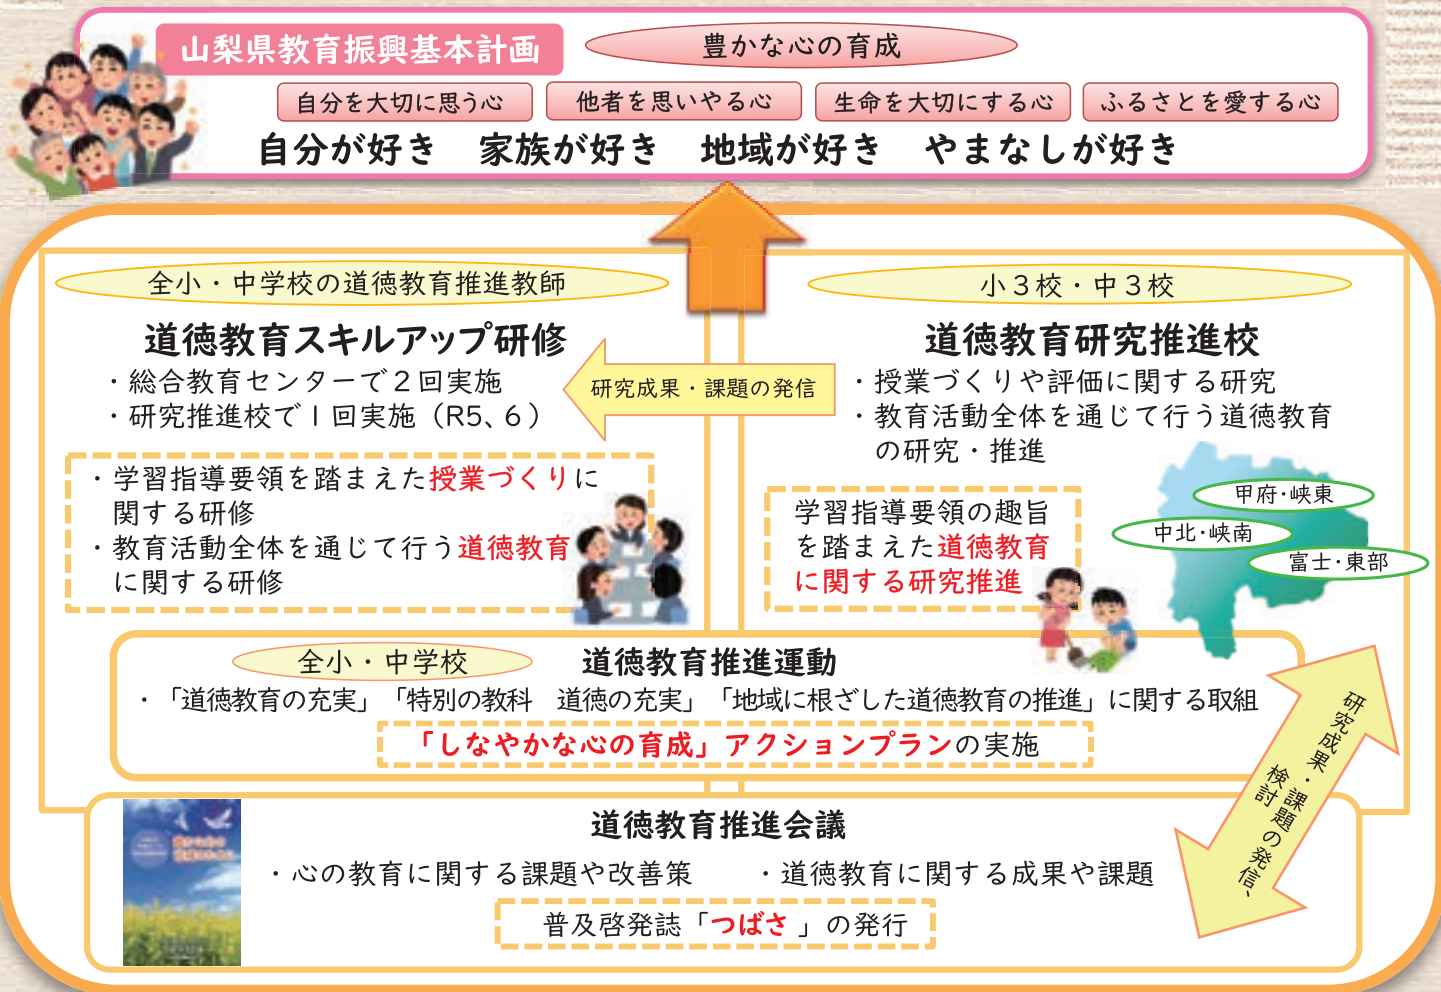 山梨県教育振興基本計画
豊かな心の育成
自分を大切に思う心
他者を思いやる心
生命を大切にする心
ふるさとを愛する心
自分が好き　家族が好き　地域が好き　やまなしが好き
全小・中学校の道徳教育推進教師
道徳教育スキルアップ研修
・総合教育センターで２回実施
・研究推進校で１回実施（R5、６）
・学習指導要領を踏まえた授業づくりに
関する研修
・教育活動全体を通じて行う道徳教育
に関する研修
研究成果・課題の発信
小３校・中３校
道徳教育研究推進校
・授業づくりや評価に関する研究
・教育活動全体を通じて行う道徳教育
の研究・推進
学習指導要領の趣旨
を踏まえた道徳教育
に関する研究推進
甲府・峡東
中北・峡南
富士・東部
全小・中学校
道徳教育推進運動
・「道徳教育の充実」「特別の教科　道徳の充実」「地域に根ざした道徳教育の推進」に関する取組
「しなやかな心の育成」アクションプランの実施
研究成果・課題の発信、
検討
道徳教育推進会議
・心の教育に関する課題や改善策
・道徳教育に関する成果や課題
普及啓発誌「つばさ」の発行